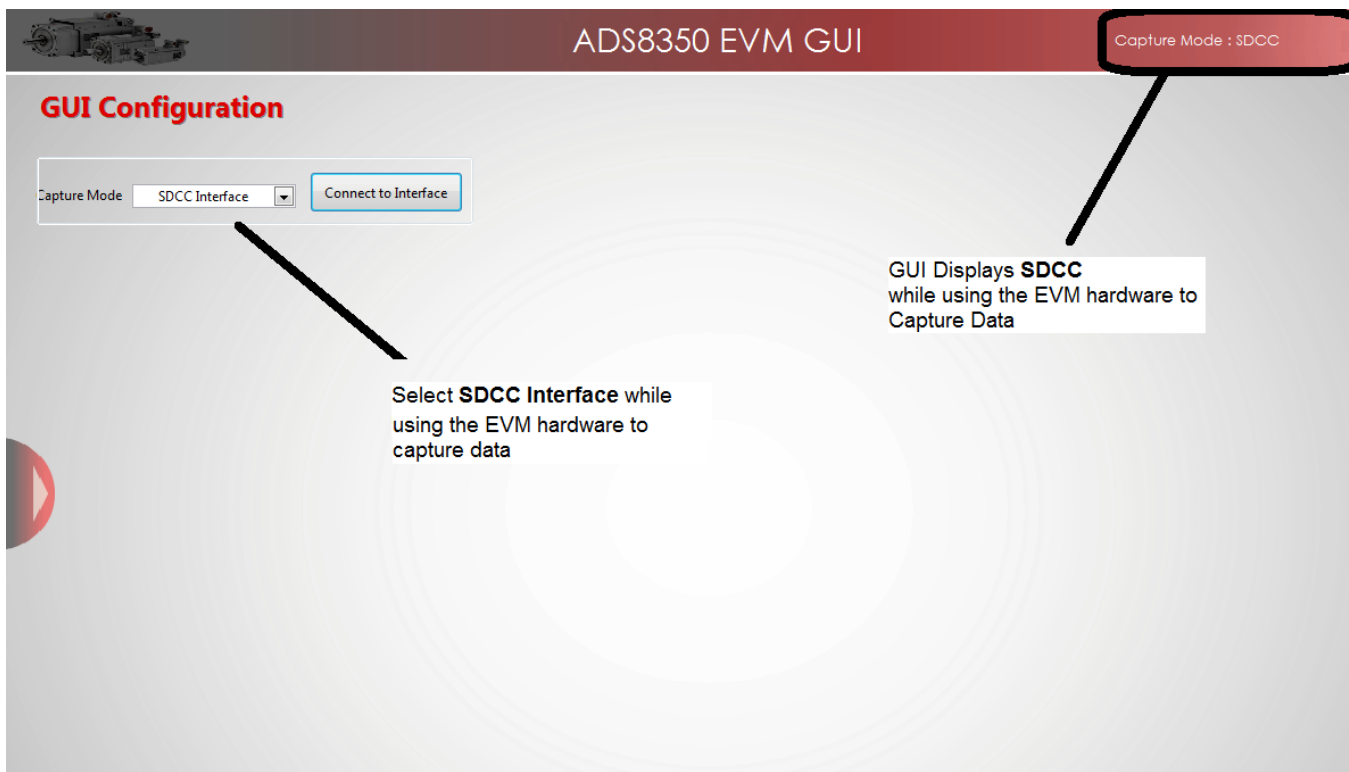 ADS8350 EVM GUI
Capture Mode : SDCC
GUI Configuration
Capture Mode
SDCC Interface
Connect to Interface
GUI Displays SDCC
while using the EVM hardware to
Capture Data
Select SDCC Interface while
using the EVM hardware to
capture data